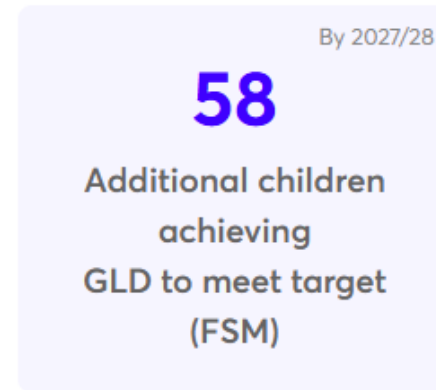 By 2027/28
58
Additional children
achieving
GLD to meet target
(FSM)